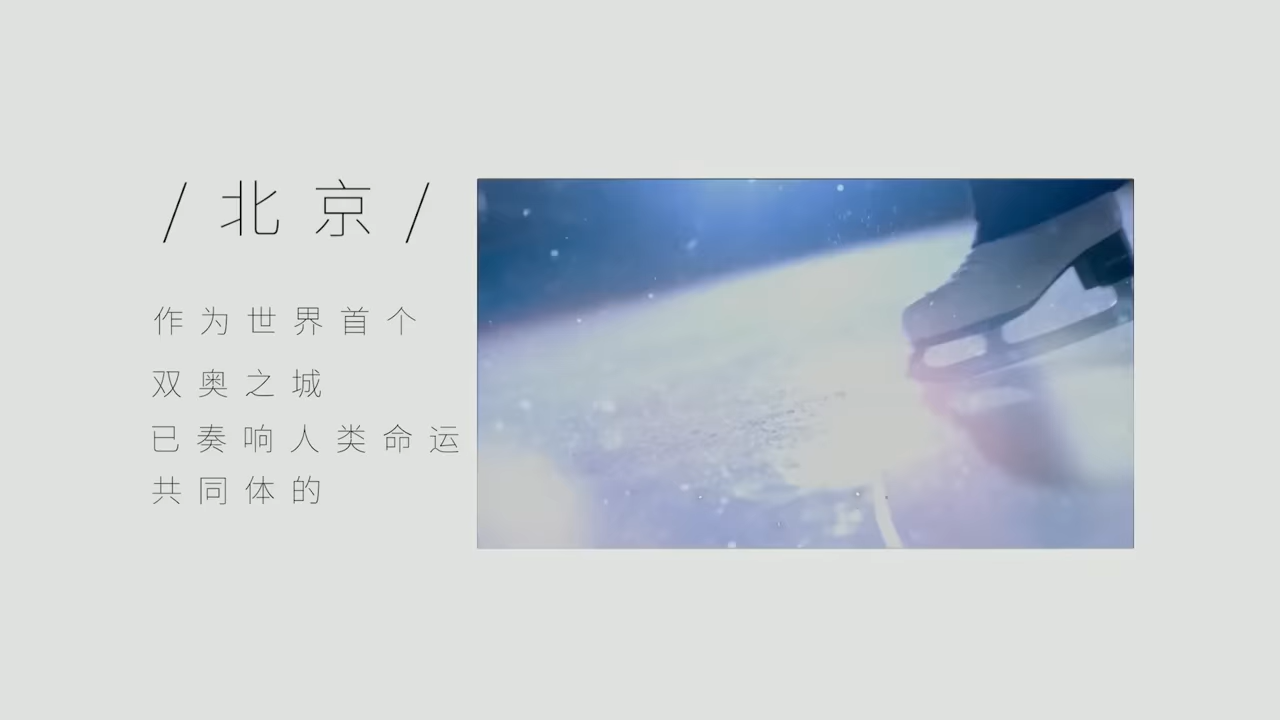 /北京/
作为世界首个
双奥之城
已奏响人类命运
共同体的